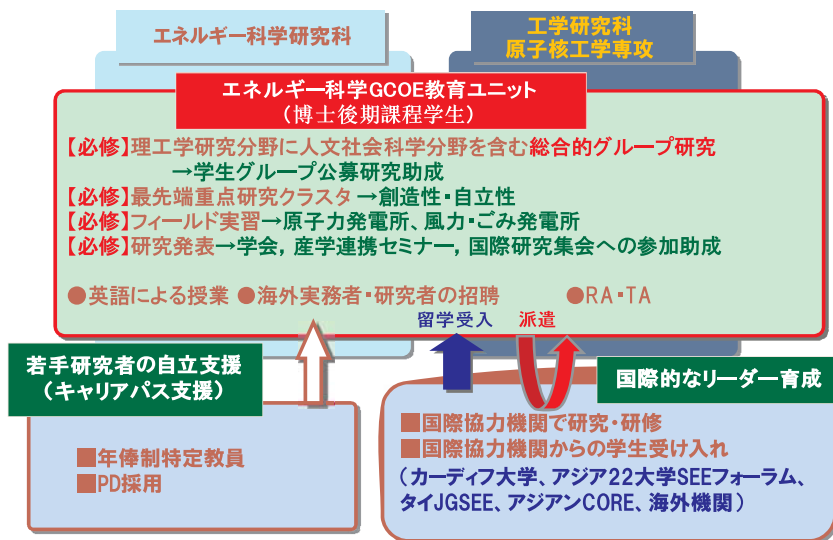 エネルギー科学研究科
工学研究科
原子核工学専攻
エネルギー科学GCOE教育ユニット
（博士後期課程学生）
【必修】理工学研究分野に人文社会科学分野を含む総合的グループ研究
→学生グループ公募研究助成
【必修】最先端重点研究クラスタ→創造性・自立性
【必修】フィールド実習→原子力発電所、風力・ごみ発電所
【必修】研究発表→学会, 産学連携セミナー, 国際研究集会への参加助成
●英語による授業 ●海外実務者・研究者の招聘 ●RA・TA
留学受入 派遣
若手研究者の自立支援
（キャリアパス支援）
■年俸制特定教員
■PD採用
国際的なリーダー育成
■国際協力機関で研究・研修
■国際協力機関からの学生受け入れ
（カーディフ大学、アジア22大学SEEフォーラム、
タイJGSEE、アジアンCORE、海外機関）